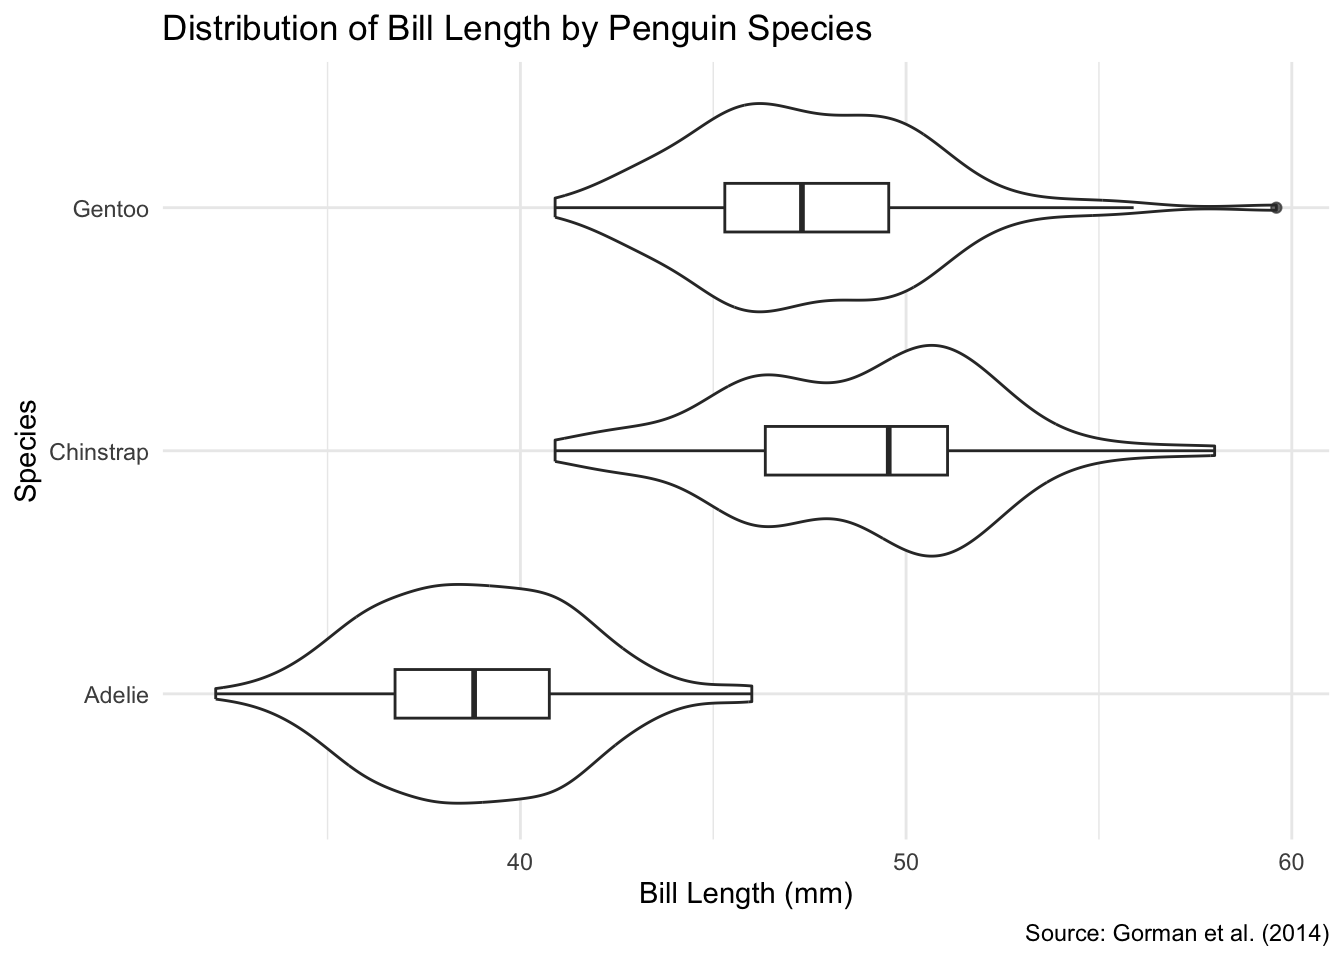 Distribution of Bill Length by Penguin Species
Gentoo
Chinstrap
Adelie
Species
40 50 60
Bill Length (mm)
Source: Gorman et al. (2014)